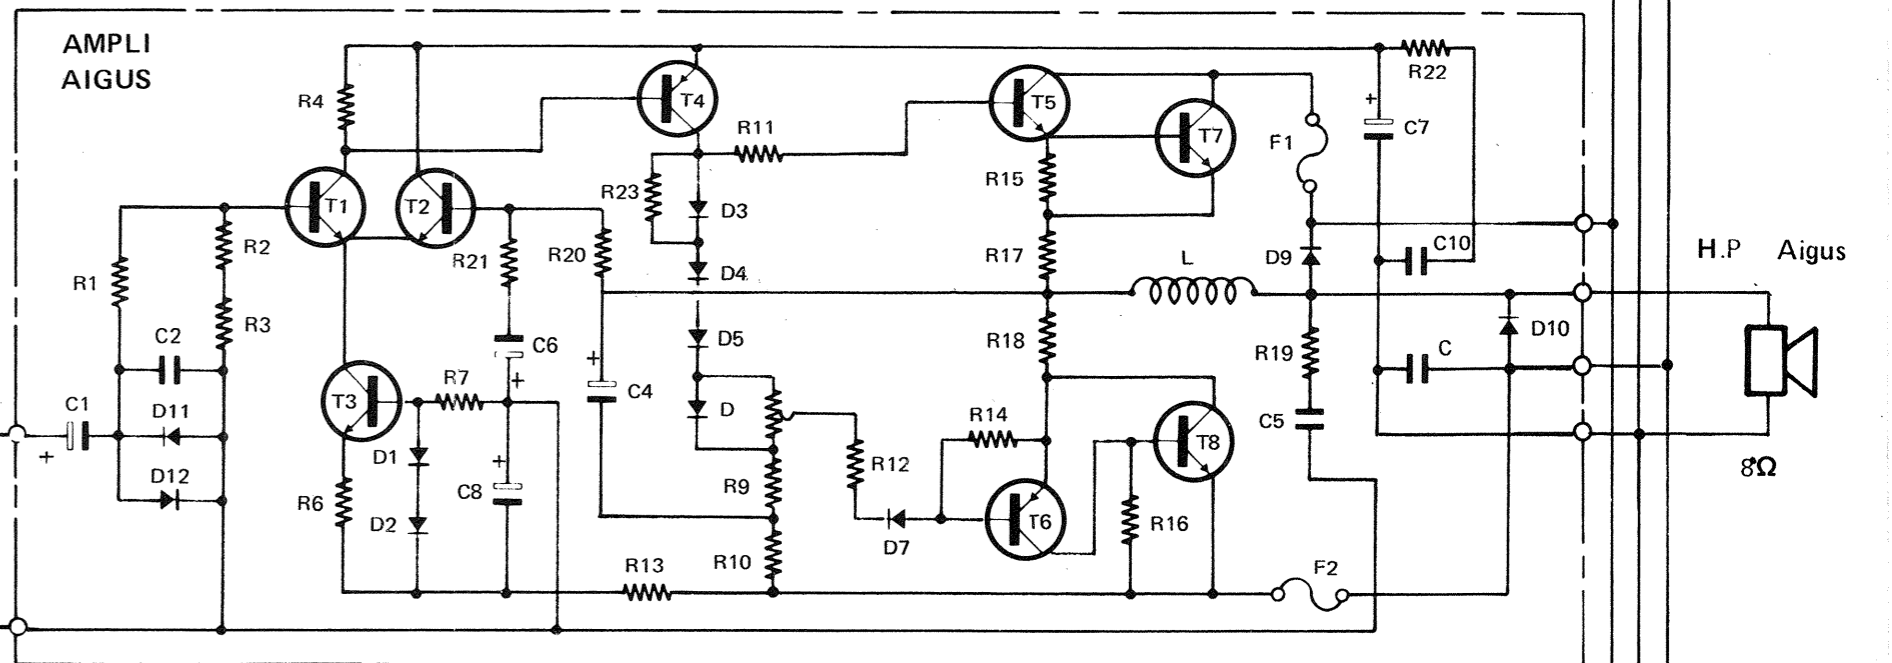 AMPLI
AIGUS
R4
T4
R11
T5
T7
F1
R22
+
C7
R23
R15
T1
T2
D3
R2
R21
R20
D4
R17
L
D9
C10
H.P Aigus
R1
R3
C2
C6
+
D5
+
R18
R19
C
D10
T3
R7
C4
D
C1
+
D11
R14
C5
T8
D1
+
R12
D12
C8
R9
8Ω
R6
D2
T6
R16
D7
R13
R10
F2